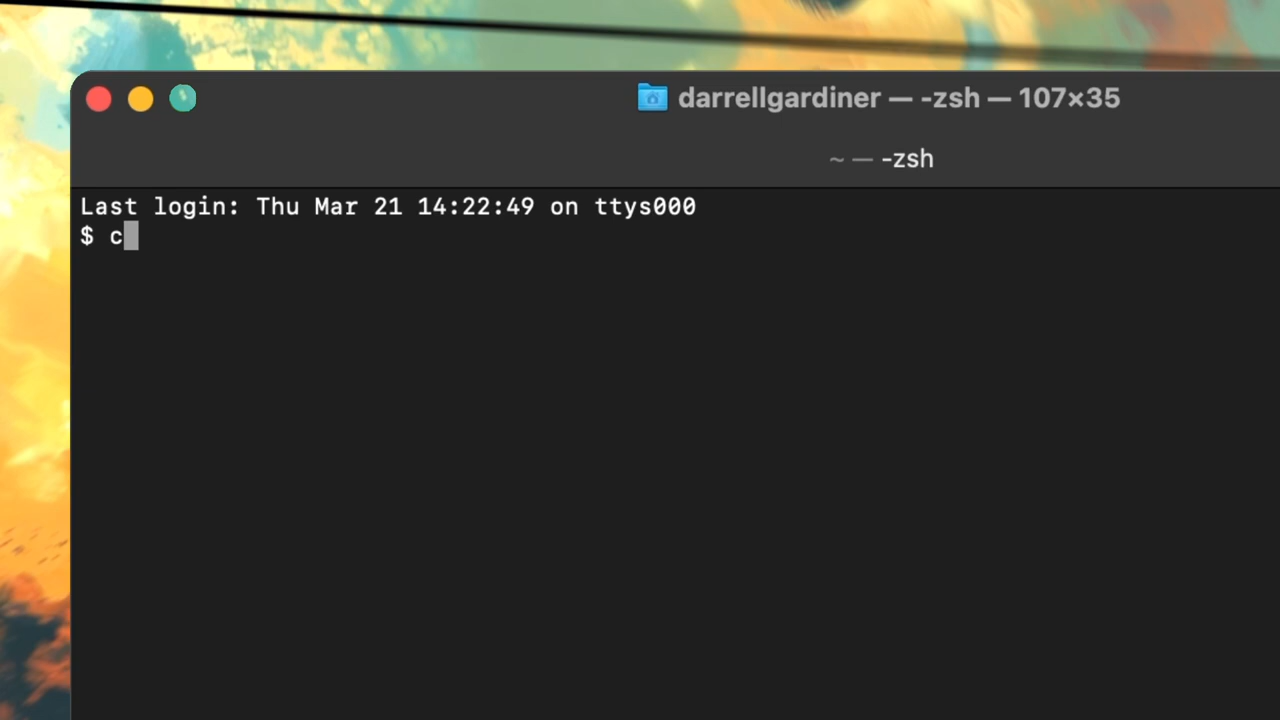 darrellgardiner — -zsh — 107×35
~ — -zsh
Last login: Thu Mar 21 14:22:49 on ttys000
$ c